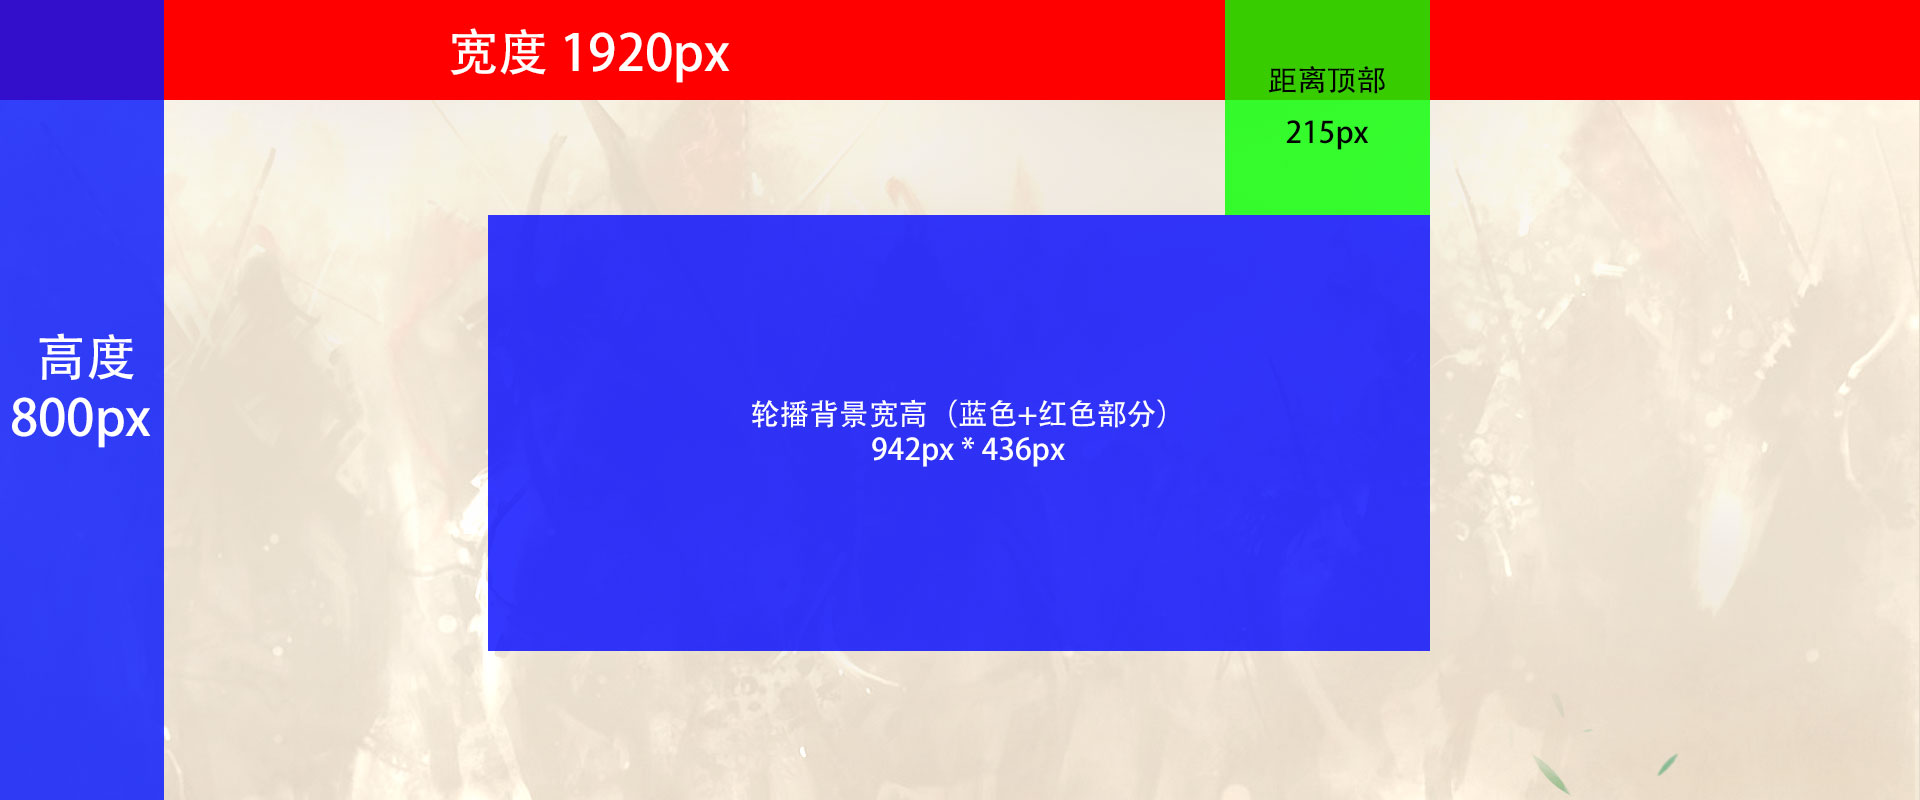 宽度 1920px
距离顶部
215px
高度
800px
轮播背景宽高（蓝色+红色部分）
942px * 436px